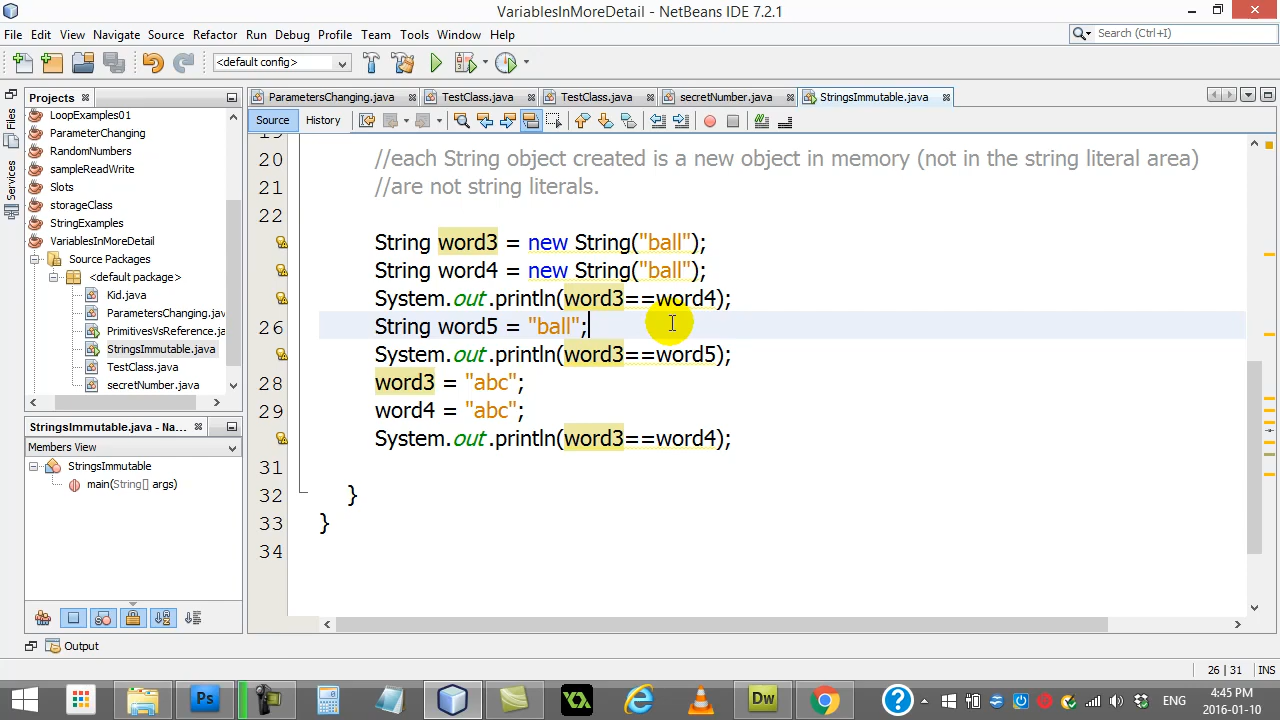 VariablesInMoreDetail - NetBeans IDE 7.2.1
File Edit View Navigate Source Refactor Run Debug Profile Team Tools Window Help
Search (Ctrl+I)
<default config>
Files
Services
Projects
LoopExamples01
ParameterChanging
RandomNumbers
sampleReadWrite
Slots
storageClass
StringExamples
VariablesInMoreDetail
Source Packages
<default package>
Kid.java
ParametersChanging.
PrimitivesVsReference.ja
StringsImmutable.java
TestClass.java
secretNumber.java
StringsImmutable.java - Na...
Members View
StringsImmutable
main(String[] args)
ParametersChanging.java TestClass.java TestClass.java secretNumber.java StringsImmutable.java
Source History
20 //each String object created is a new object in memory (not in the string literal area)
21 //are not string literals.
22
String word3 = new String("ball");
String word4 = new String("ball");
System.out.println(word3==word4);
26 String word5 = "ball";
System.out.println(word3==word5);
28 word3 = "abc";
29 word4 = "abc";
System.out.println(word3==word4);
31
32 }
33 }
34
Output
26 | 31 INS
Ps
Dw
ENG
4:45 PM
2016-01-10